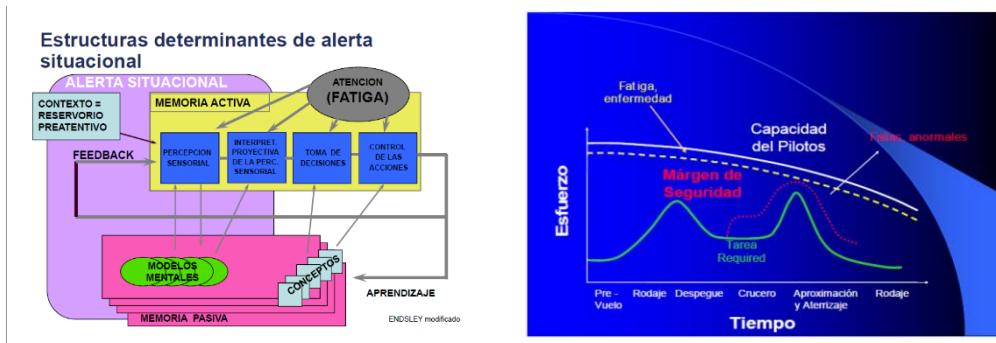 Estructuras determinantes de alerta
situacional
ALERTA SITUACIONAL
ATENCION
(FATIGA)
CONTEXTO =
RESERVORIO
PREATENTIVO
MEMORIA ACTIVA
FEEDBACK
PERCEPCION
SENSORIAL
INTERPRET.
PROYECTIVA
DE LA PERC.
SENSORIAL
TOMA DE
DECISIONES
CONTROL
DE LAS
ACCIONES
MODELOS
MENTALES
CONCEPTOS
APRENDIZAJE
MEMORIA PASIVA
ENDSLEY modificado
Fatiga,
enfermedad
Capacidad
del Pilotos
Fallas, anormales
Márgen de
Seguridad
Esfuerzo
Tarea
Required
Pre -
Vuelo
Rodaje
Despegue
Crucero
Aproximación
y Aterrizaje
Rodaje
Tiempo